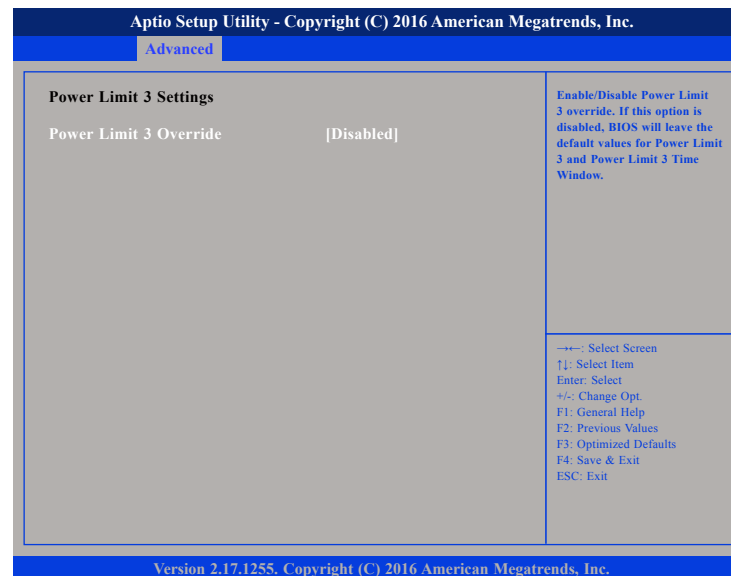 Aptio Setup Utility - Copyright (C) 2016 American Megatrends, Inc.
Advanced
Power Limit 3 Settings
Power Limit 3 Override [Disabled]
Enable/Disable Power Limit
3 override. If this option is
disabled, BIOS will leave the
default values for Power Limit
3 and Power Limit 3 Time
Window.
→←: Select Screen
↑↓: Select Item
Enter: Select
+/-: Change Opt.
F1: General Help
F2: Previous Values
F3: Optimized Defaults
F4: Save & Exit
ESC: Exit
Version 2.17.1255. Copyright (C) 2016 American Megatrends, Inc.